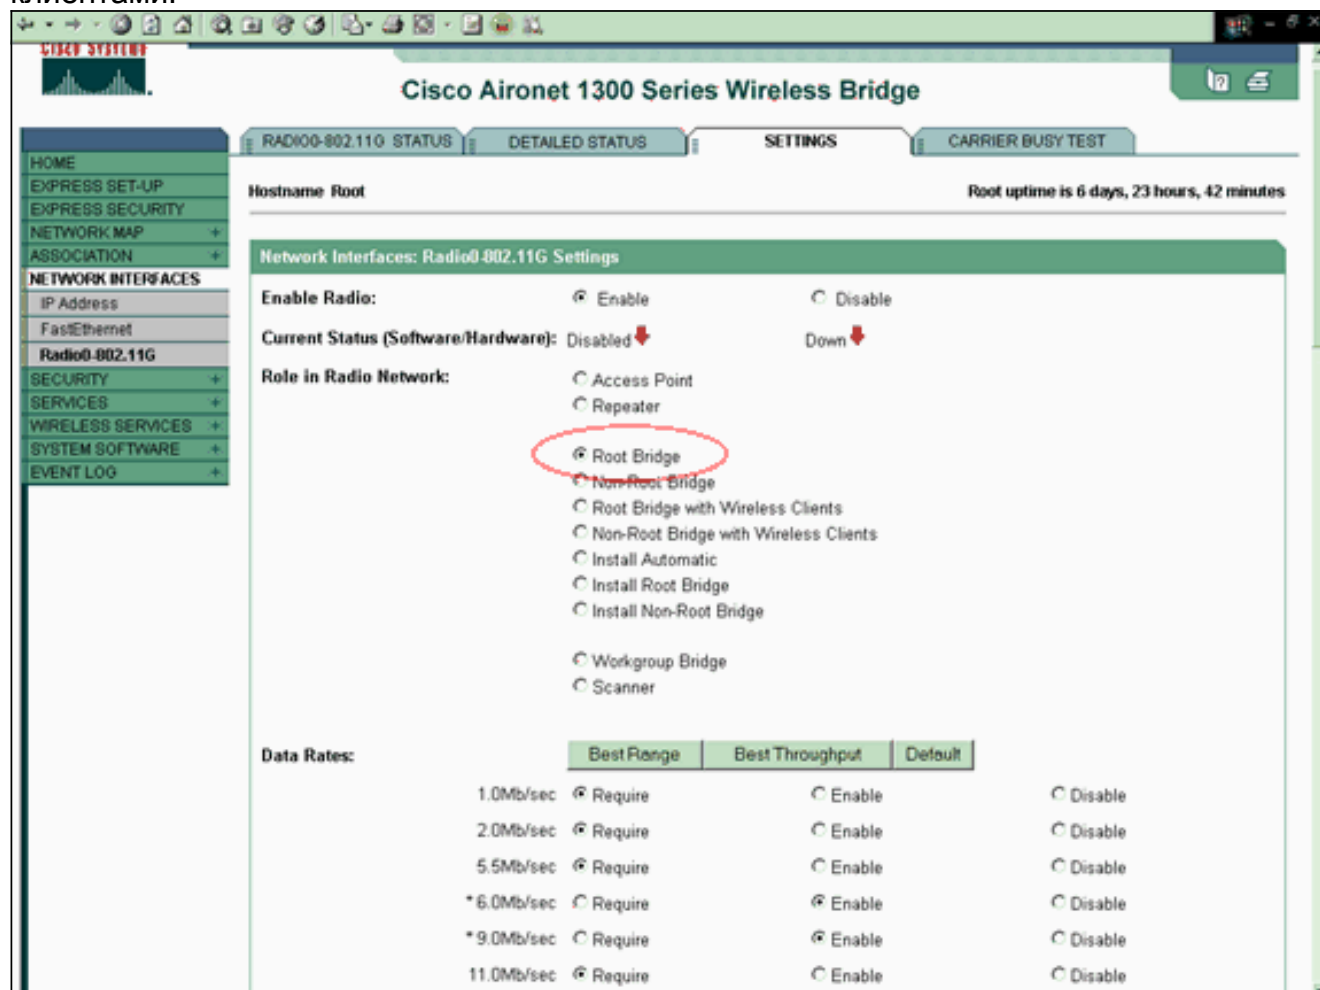 клиентами.
CISCO SYSTEMS
Cisco Aironet 1300 Series Wireless Bridge
RADIO0-802.11G STATUS DETAILED STATUS SETTINGS CARRIER BUSY TEST
HOME
EXPRESS SET-UP
EXPRESS SECURITY
NETWORK MAP +
ASSOCIATION +
NETWORK INTERFACES
IP Address
FastEthernet
Radio0-802.11G
SECURITY +
SERVICES +
WIRELESS SERVICES +
SYSTEM SOFTWARE +
EVENT LOG +
Hostname Root Root uptime is 6 days, 23 hours, 42 minutes
Network Interfaces: Radio0-802.11G Settings
Enable Radio: Enable Disable
Current Status (Software/Hardware): Disabled Down
Role in Radio Network: Access Point
Repeater
Root Bridge
Non-Root Bridge
Root Bridge with Wireless Clients
Non-Root Bridge with Wireless Clients
Install Automatic
Install Root Bridge
Install Non-Root Bridge
Workgroup Bridge
Scanner
Data Rates: Best Range Best Throughput Default
1.0Mb/sec Require Enable Disable
2.0Mb/sec Require Enable Disable
5.5Mb/sec Require Enable Disable
*6.0Mb/sec Require Enable Disable
*9.0Mb/sec Require Enable Disable
11.0Mb/sec Require Enable Disable